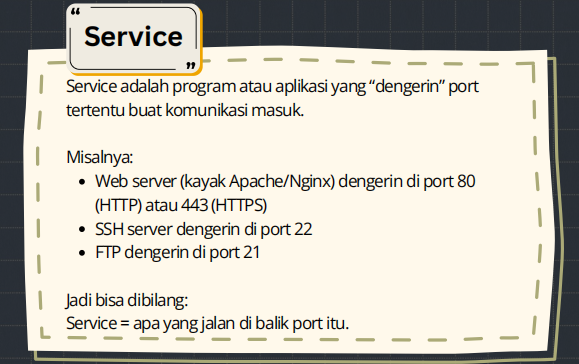 Service
Service adalah program atau aplikasi yang “dengerin” port
tertentu buat komunikasi masuk.
Misalnya:
• Web server (kayak Apache/Nginx) dengerin di port 80
(HTTP) atau 443 (HTTPS)
• SSH server dengerin di port 22
• FTP dengerin di port 21
Jadi bisa dibilang:
Service = apa yang jalan di balik port itu.